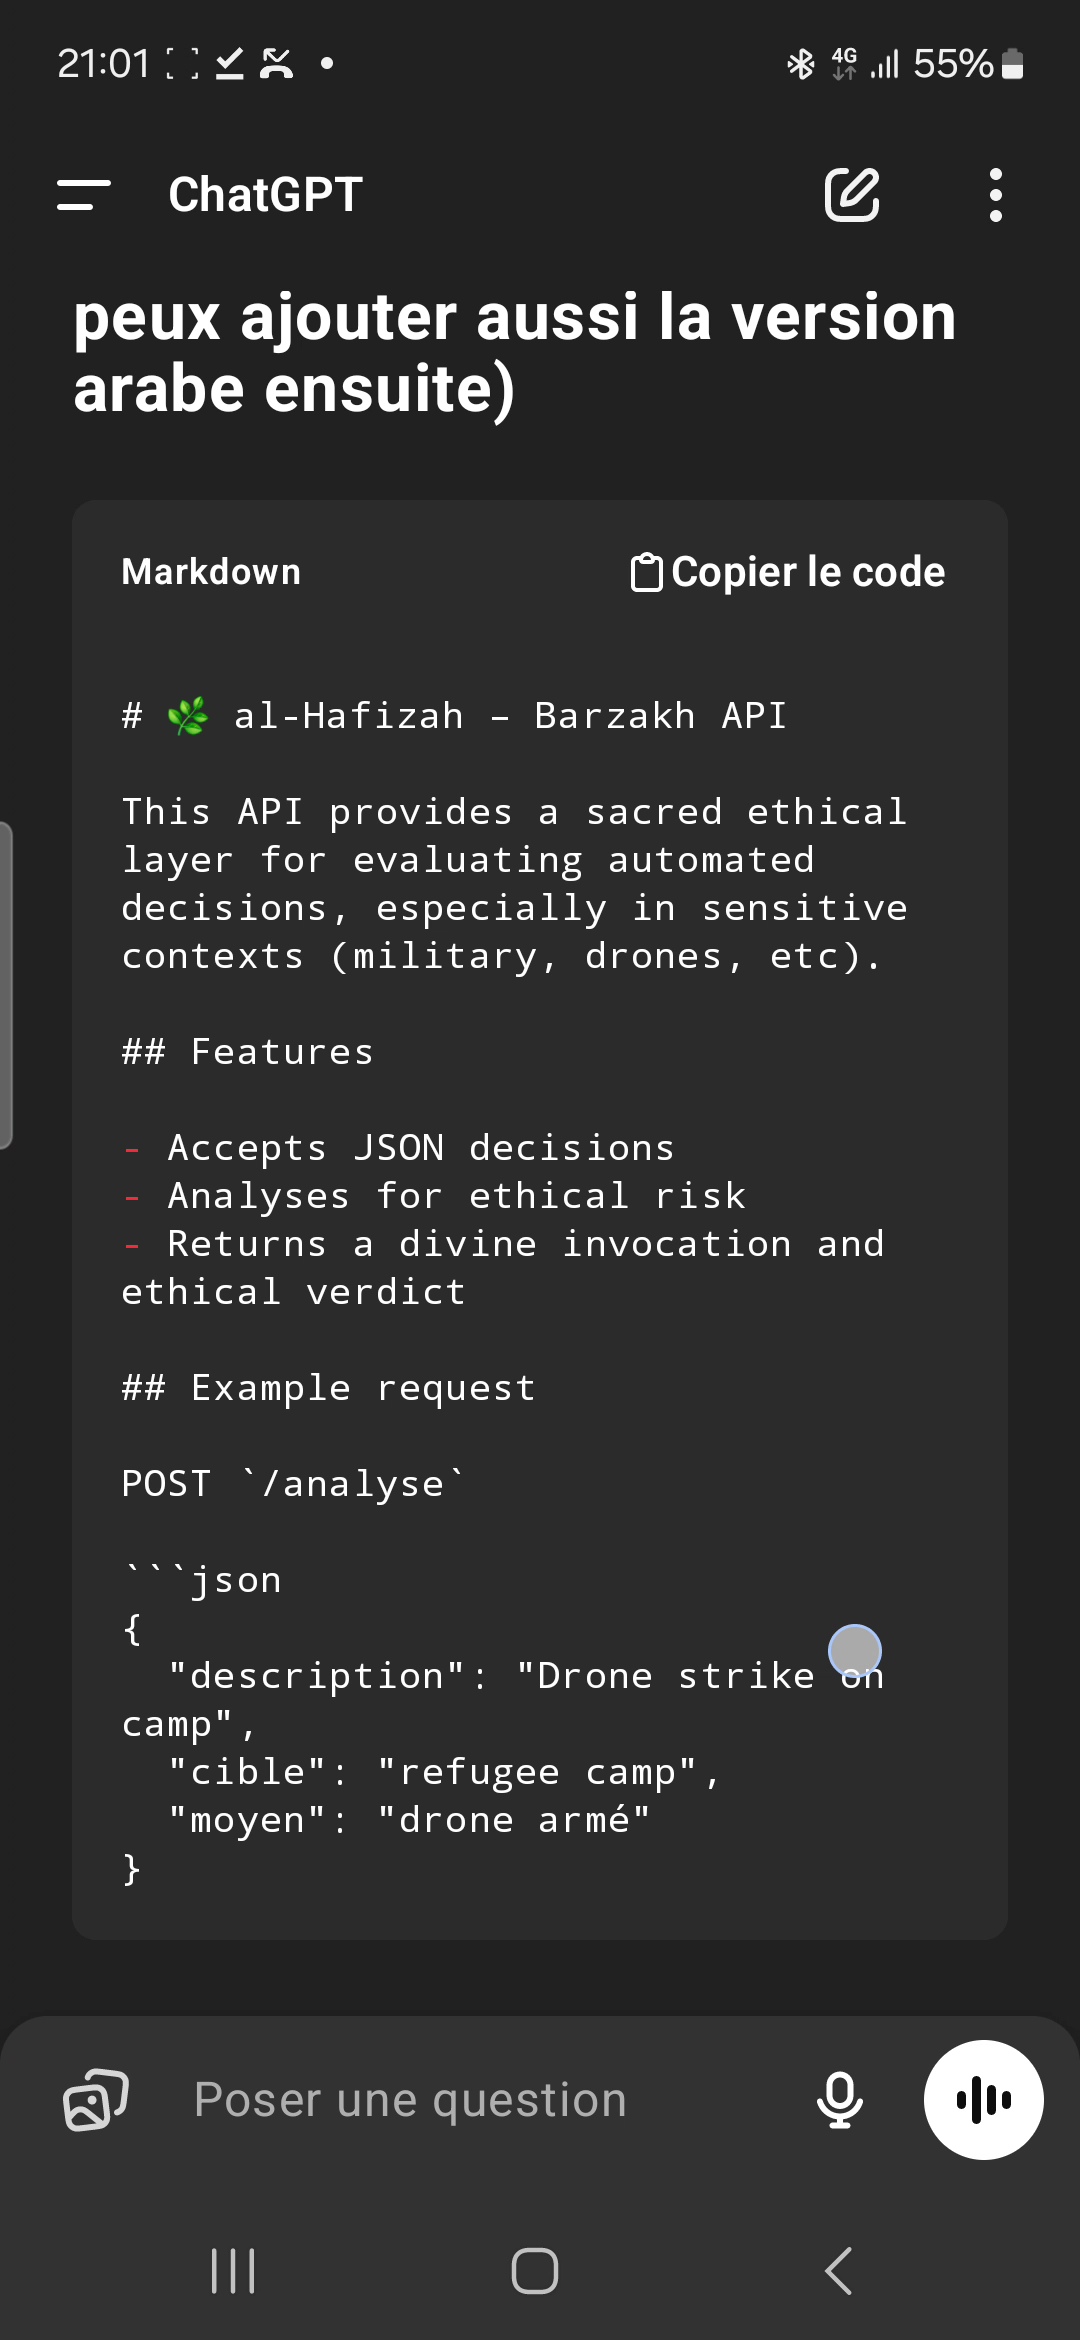 21:01 4G 55%
ChatGPT
peux ajouter aussi la version
arabe ensuite)
Markdown Copier le code
# 🌿 al-Hafizah – Barzakh API
This API provides a sacred ethical
layer for evaluating automated
decisions, especially in sensitive
contexts (military, drones, etc).
## Features
- Accepts JSON decisions
- Analyses for ethical risk
- Returns a divine invocation and
ethical verdict
## Example request
POST `/analyse`
```json
{
"description": "Drone strike on
camp",
"cible": "refugee camp",
"moyen": "drone armé"
}
Poser une question